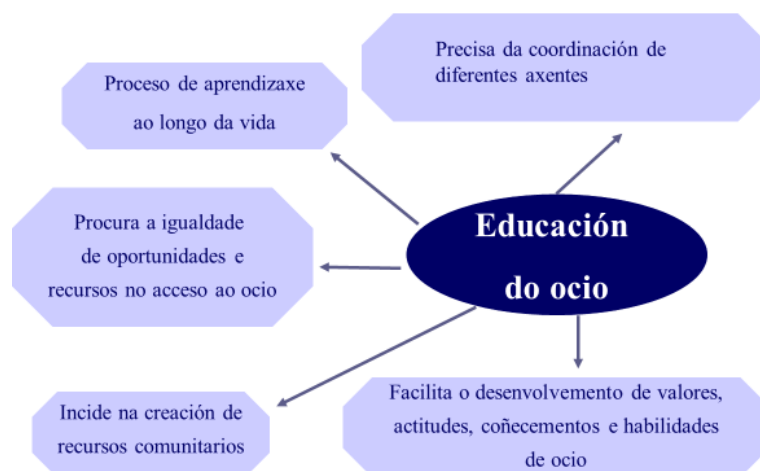 Precisa da coordinación de
diferentes axentes
Proceso de aprendizaxe
ao longo da vida
Educación
do ocio
Procura a igualdade
de oportunidades e
recursos no acceso ao ocio
Incide na creación de
recursos comunitarios
Facilita o desenvolvemento de valores,
actitudes, coñecementos e habilidades
de ocio